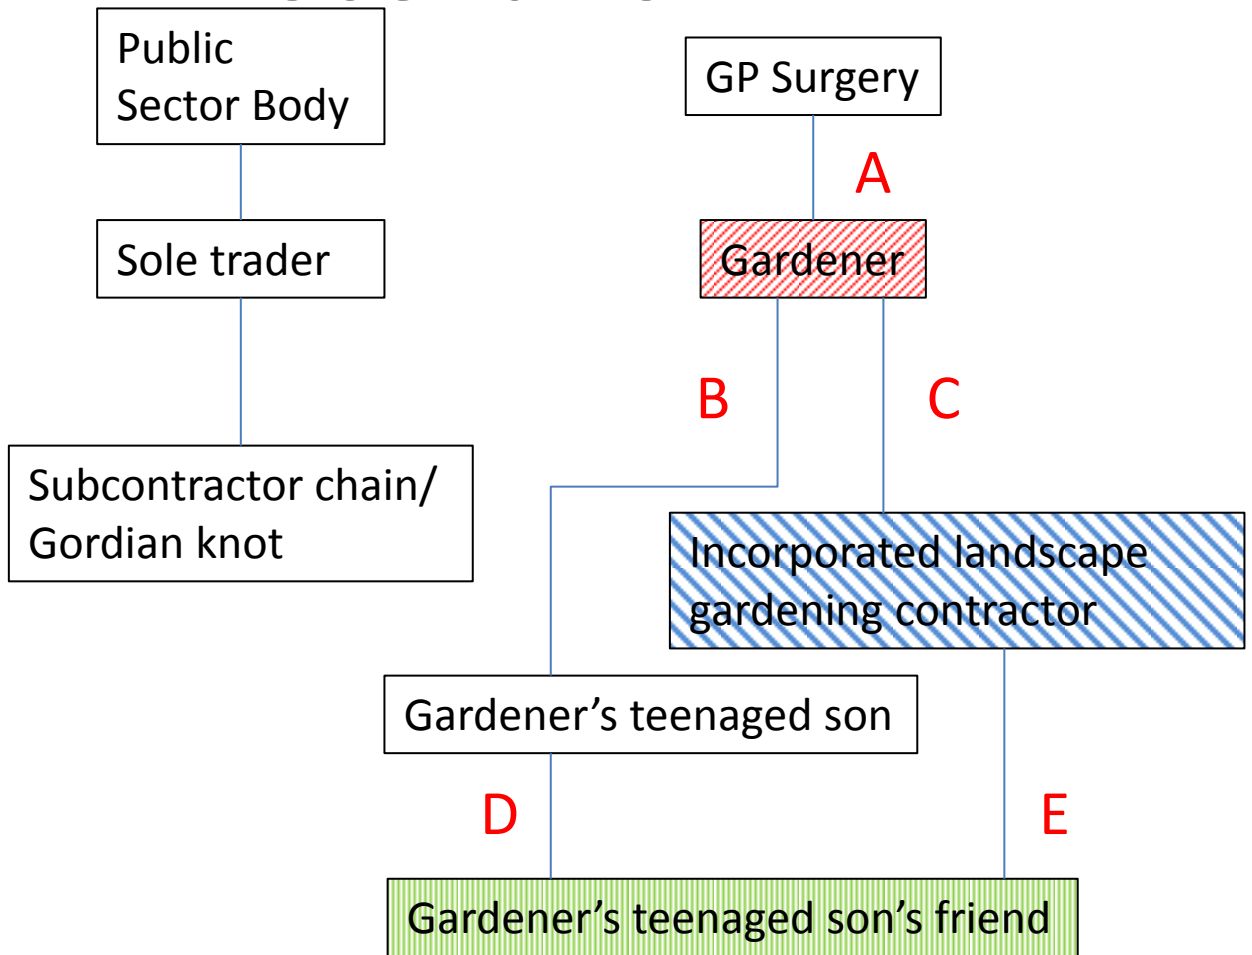 Public
Sector Body
Sole trader
Subcontractor chain/
Gordian knot
GP Surgery
A
Gardener
B
C
Incorporated landscape
gardening contractor
Gardener’s teenaged son
D
E
Gardener’s teenaged son’s friend